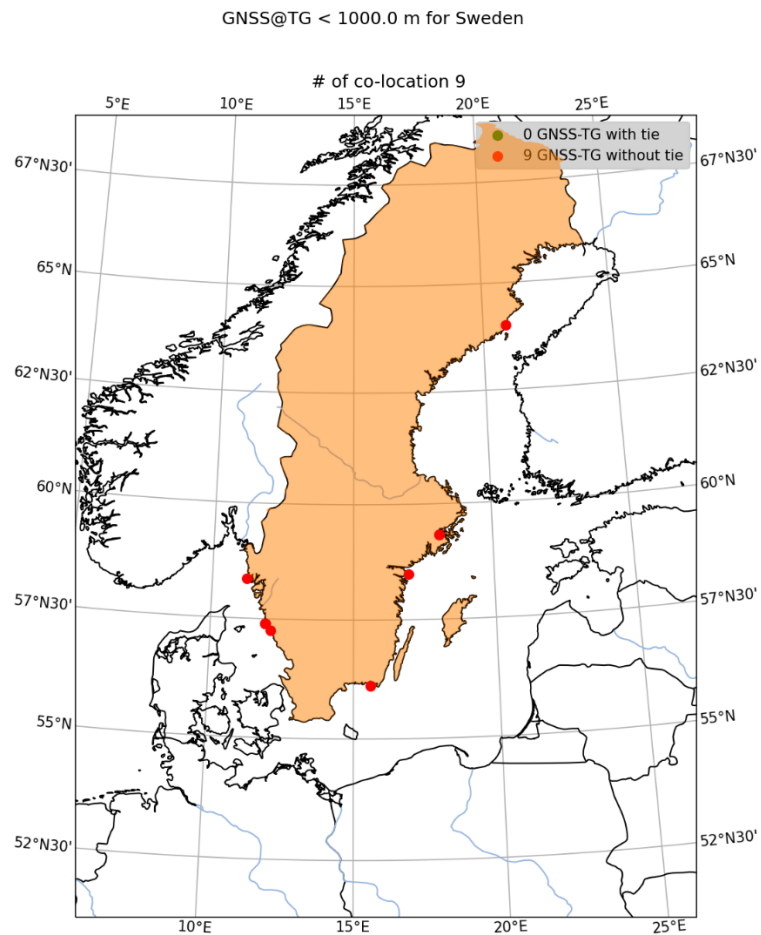 GNSS@TG < 1000.0 m for Sweden
# of co-location 9
5°E 10°E 15°E 20°E 25°E
0 GNSS-TG with tie
9 GNSS-TG without tie
67°N30' 67°N30'
65°N 65°N
62°N30' 62°N30'
60°N 60°N
57°N30' 57°N30'
55°N 55°N
52°N30' 52°N30'
10°E 15°E 20°E 25°E